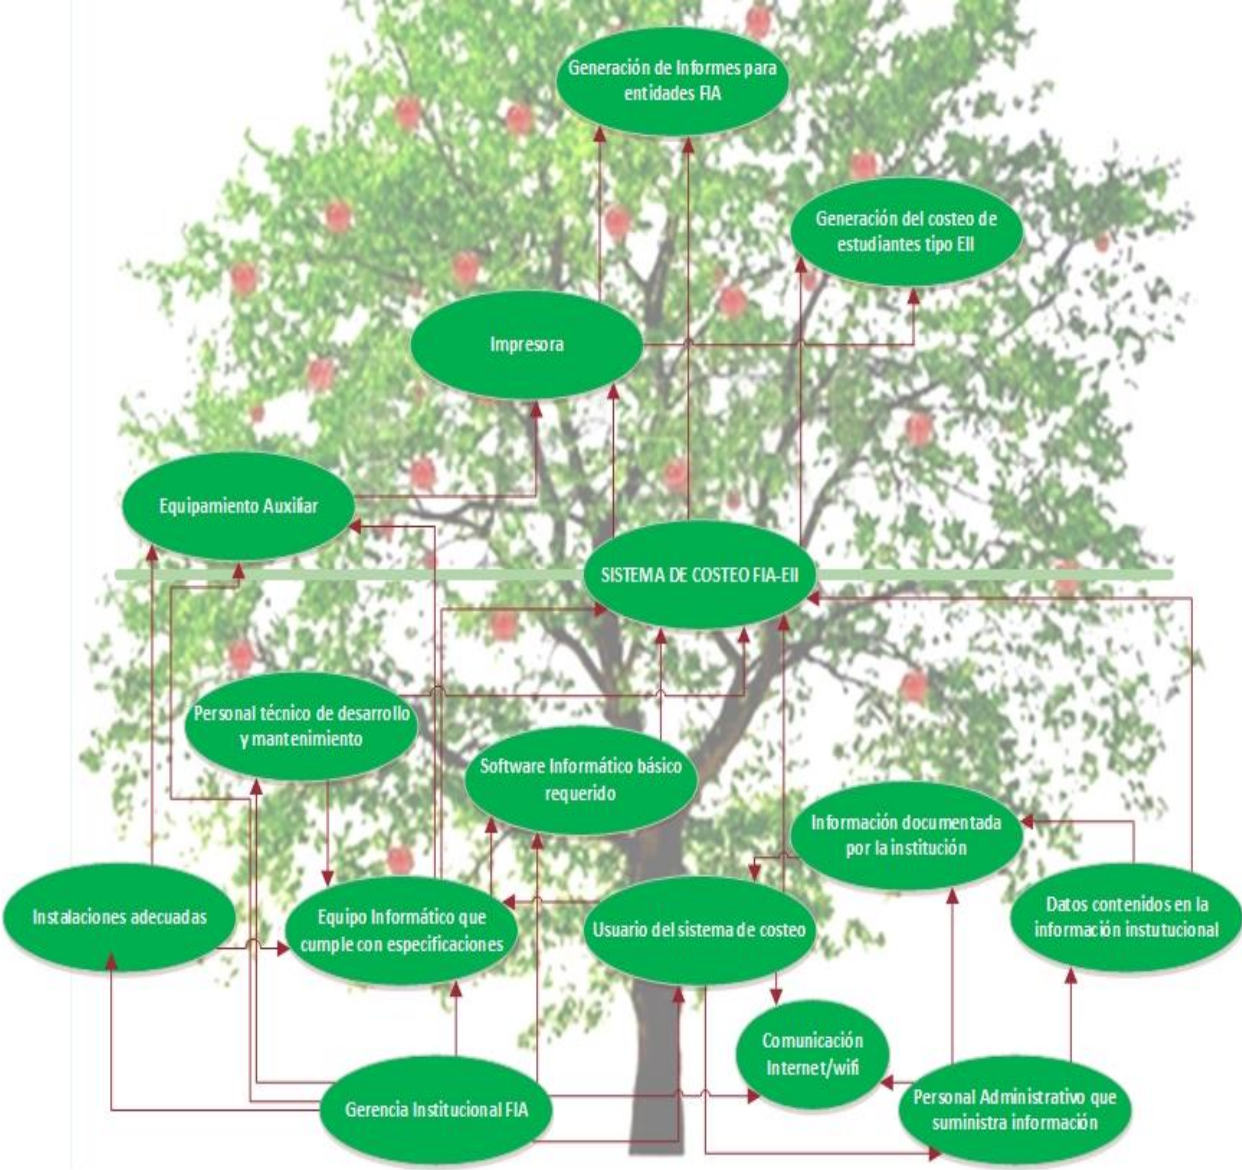 Generación de Informes para
entidades FIA
Generación del costeo de
estudiantes tipo EII
Impresora
Equipamiento Auxiliar
SISTEMA DE COSTEO FIA-EII
Personal técnico de desarrollo
y mantenimiento
Software Informático básico
requerido
Información documentada
por la institución
Instalaciones adecuadas
Equipo Informático que
cumple con especificaciones
Usuario del sistema de costeo
Datos contenidos en la
información instutucional
Comunicación
Internet/wifi
Gerencia Institucional FIA
Personal Administrativo que
suministra información